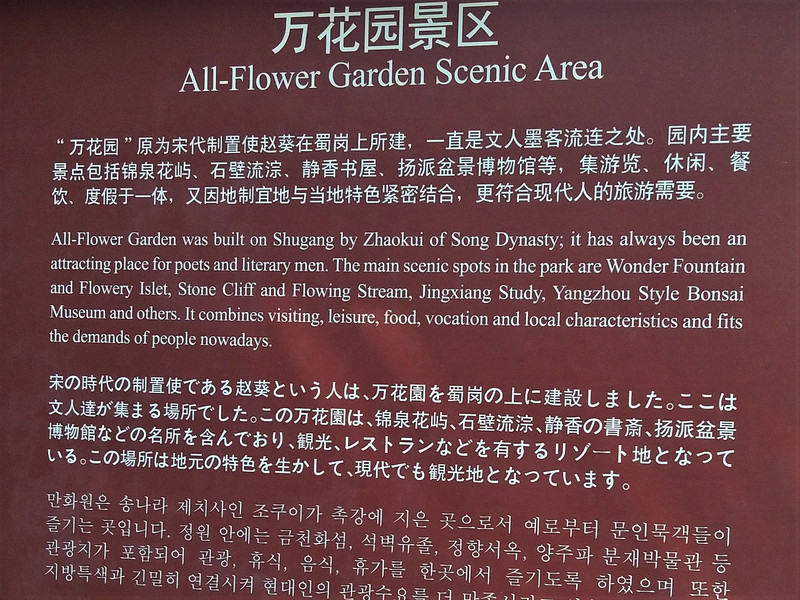 万花园景区
All-Flower Garden Scenic Area
“万花园”原为宋代制置使赵葵在蜀岗上所建，一直是文人墨客流连之处。园内主要
景点包括锦泉花屿、石壁流淙、静香书屋、扬派盆景博物馆等，集游览、休闲、餐
饮、度假于一体，又因地制宜地与当地特色紧密结合，更符合现代人的旅游需要。
All-Flower Garden was built on Shugang by Zhaokui of Song Dynasty; it has always been an
attracting place for poets and literary men. The main scenic spots in the park are Wonder Fountain
and Flowery Islet, Stone Cliff and Flowing Stream, Jingxiang Study, Yangzhou Style Bonsai
Museum and others. It combines visiting, leisure, food, vocation and local characteristics and fits
the demands of people nowadays.
宋の時代の制置使である赵葵という人は、万花園を蜀岗の上に建設しました。ここは
文人達が集まる場所でした。この万花園は、锦泉花屿、石壁流淙、静香の書斎、扬派盆景
博物館などの名所を含んでおり、観光、レストランなどを有するリゾート地となって
いる。この場所は地元の特色を生かして、現代でも観光地となっています。
만화원은 송나라 제치사인 조쿠이가 촉강에 지은 곳으로서 예로부터 문인묵객들이
즐기는 곳입니다. 정원 안에는 금천화섬, 석벽유졸, 정향서옥, 양주파 분재박물관 등
관광지가 포함되어 관광, 휴식, 음식, 휴가를 한곳에서 즐기도록 하였으며 또한
지방특색과 긴밀히 연결시켜 현대인의 관광수요를 더